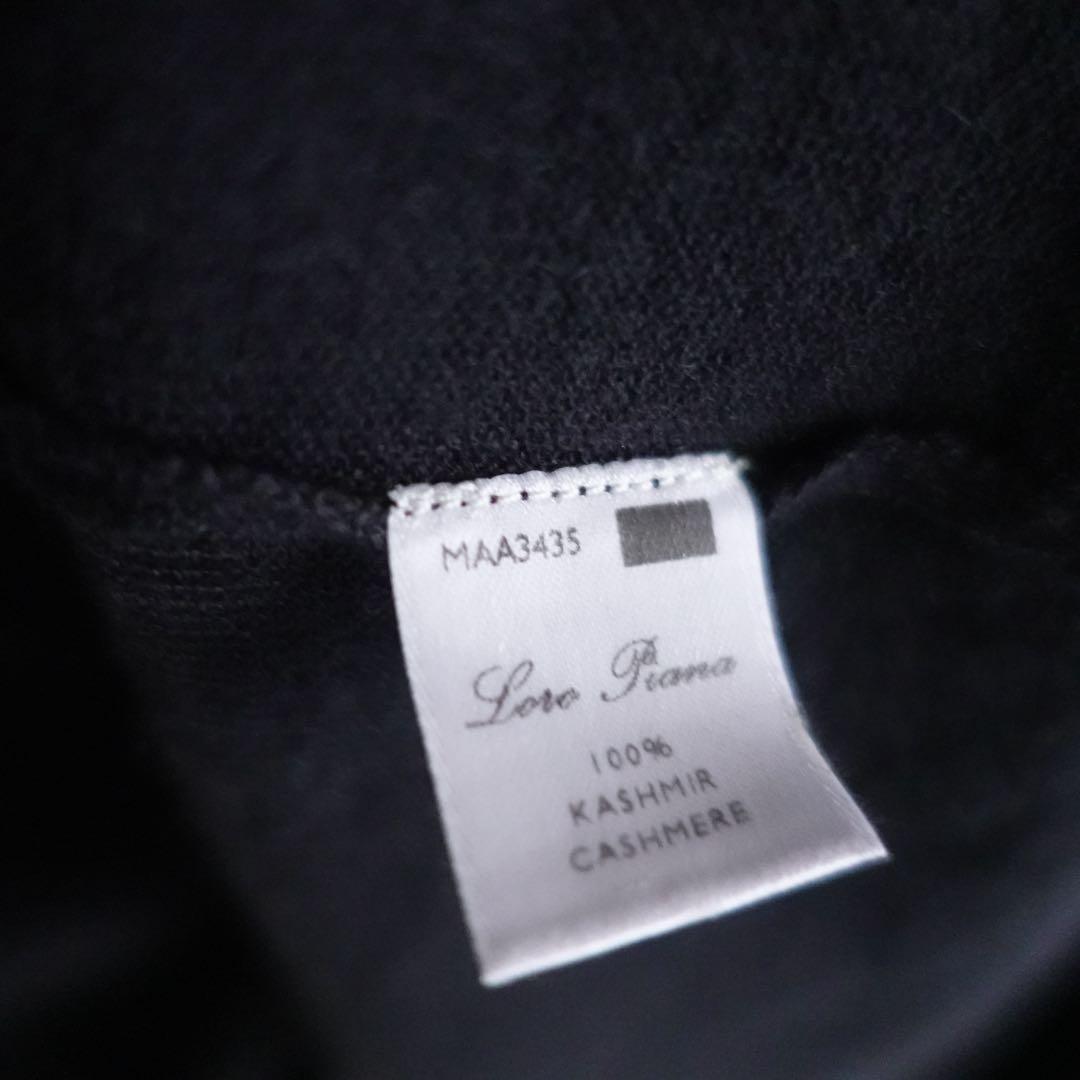 MAA3435
Loro Piana
100%
KASHMIR
CASHMERE